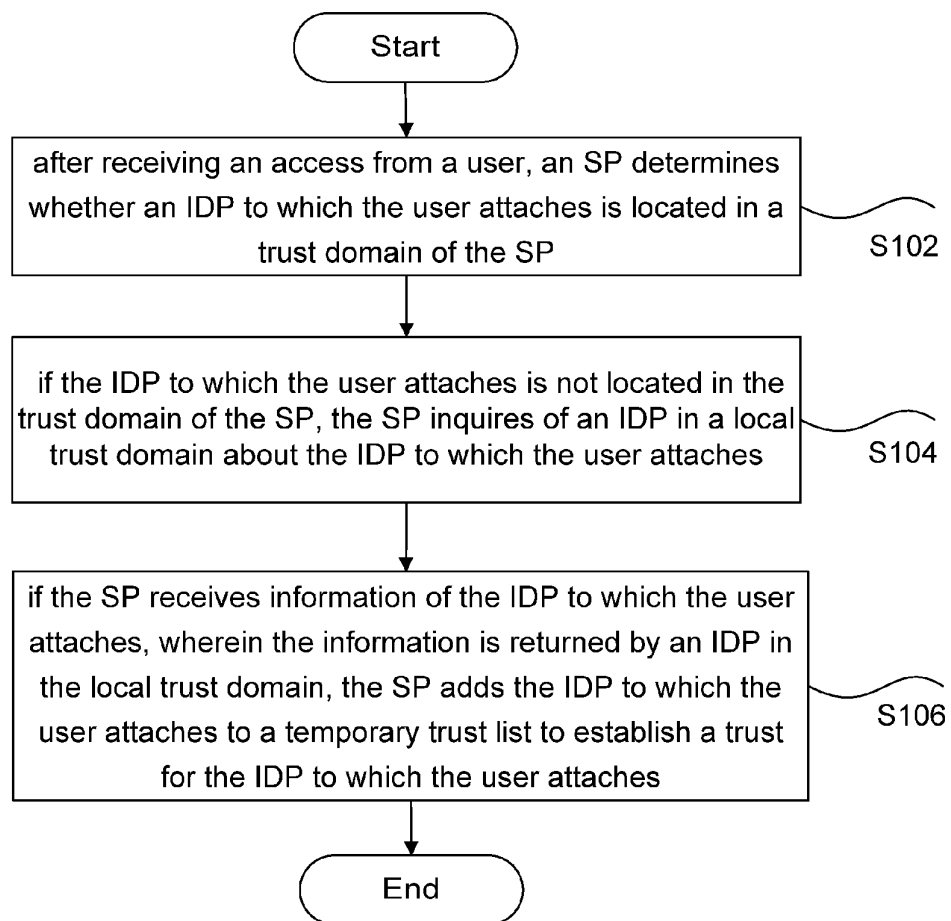 Start
after receiving an access from a user, an SP determines
whether an IDP to which the user attaches is located in a
trust domain of the SP
S102
if the IDP to which the user attaches is not located in the
trust domain of the SP, the SP inquires of an IDP in a local
trust domain about the IDP to which the user attaches
S104
if the SP receives information of the IDP to which the user
attaches, wherein the information is returned by an IDP in
the local trust domain, the SP adds the IDP to which the
user attaches to a temporary trust list to establish a trust
for the IDP to which the user attaches
S106
End